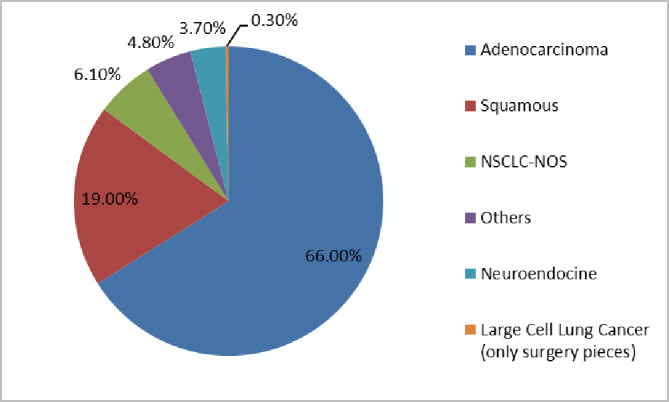 0.30%
3.70%
4.80%
6.10%
19.00%
66.00%
Adenocarcinoma
Squamous
NSCLC-NOS
Others
Neuroendocine
Large Cell Lung Cancer
(only surgery pieces)